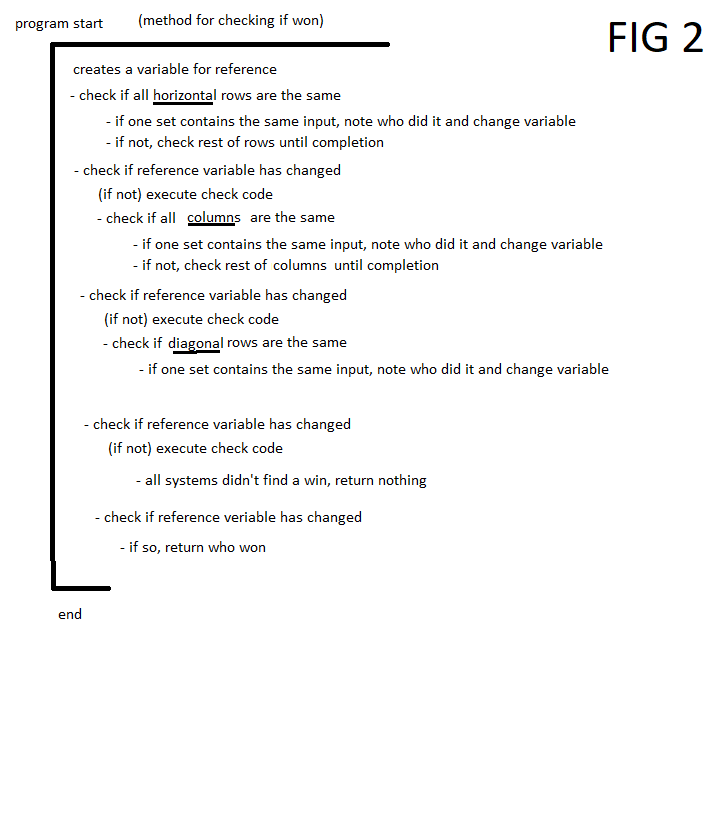 program start (method for checking if won)
FIG 2
creates a variable for reference
- check if all horizontal rows are the same
- if one set contains the same input, note who did it and change variable
- if not, check rest of rows until completion
- check if reference variable has changed
(if not) execute check code
- check if all columns are the same
- if one set contains the same input, note who did it and change variable
- if not, check rest of columns until completion
- check if reference variable has changed
(if not) execute check code
- check if diagonal rows are the same
- if one set contains the same input, note who did it and change variable
- check if reference variable has changed
(if not) execute check code
- all systems didn't find a win, return nothing
- check if reference veriable has changed
- if so, return who won
end